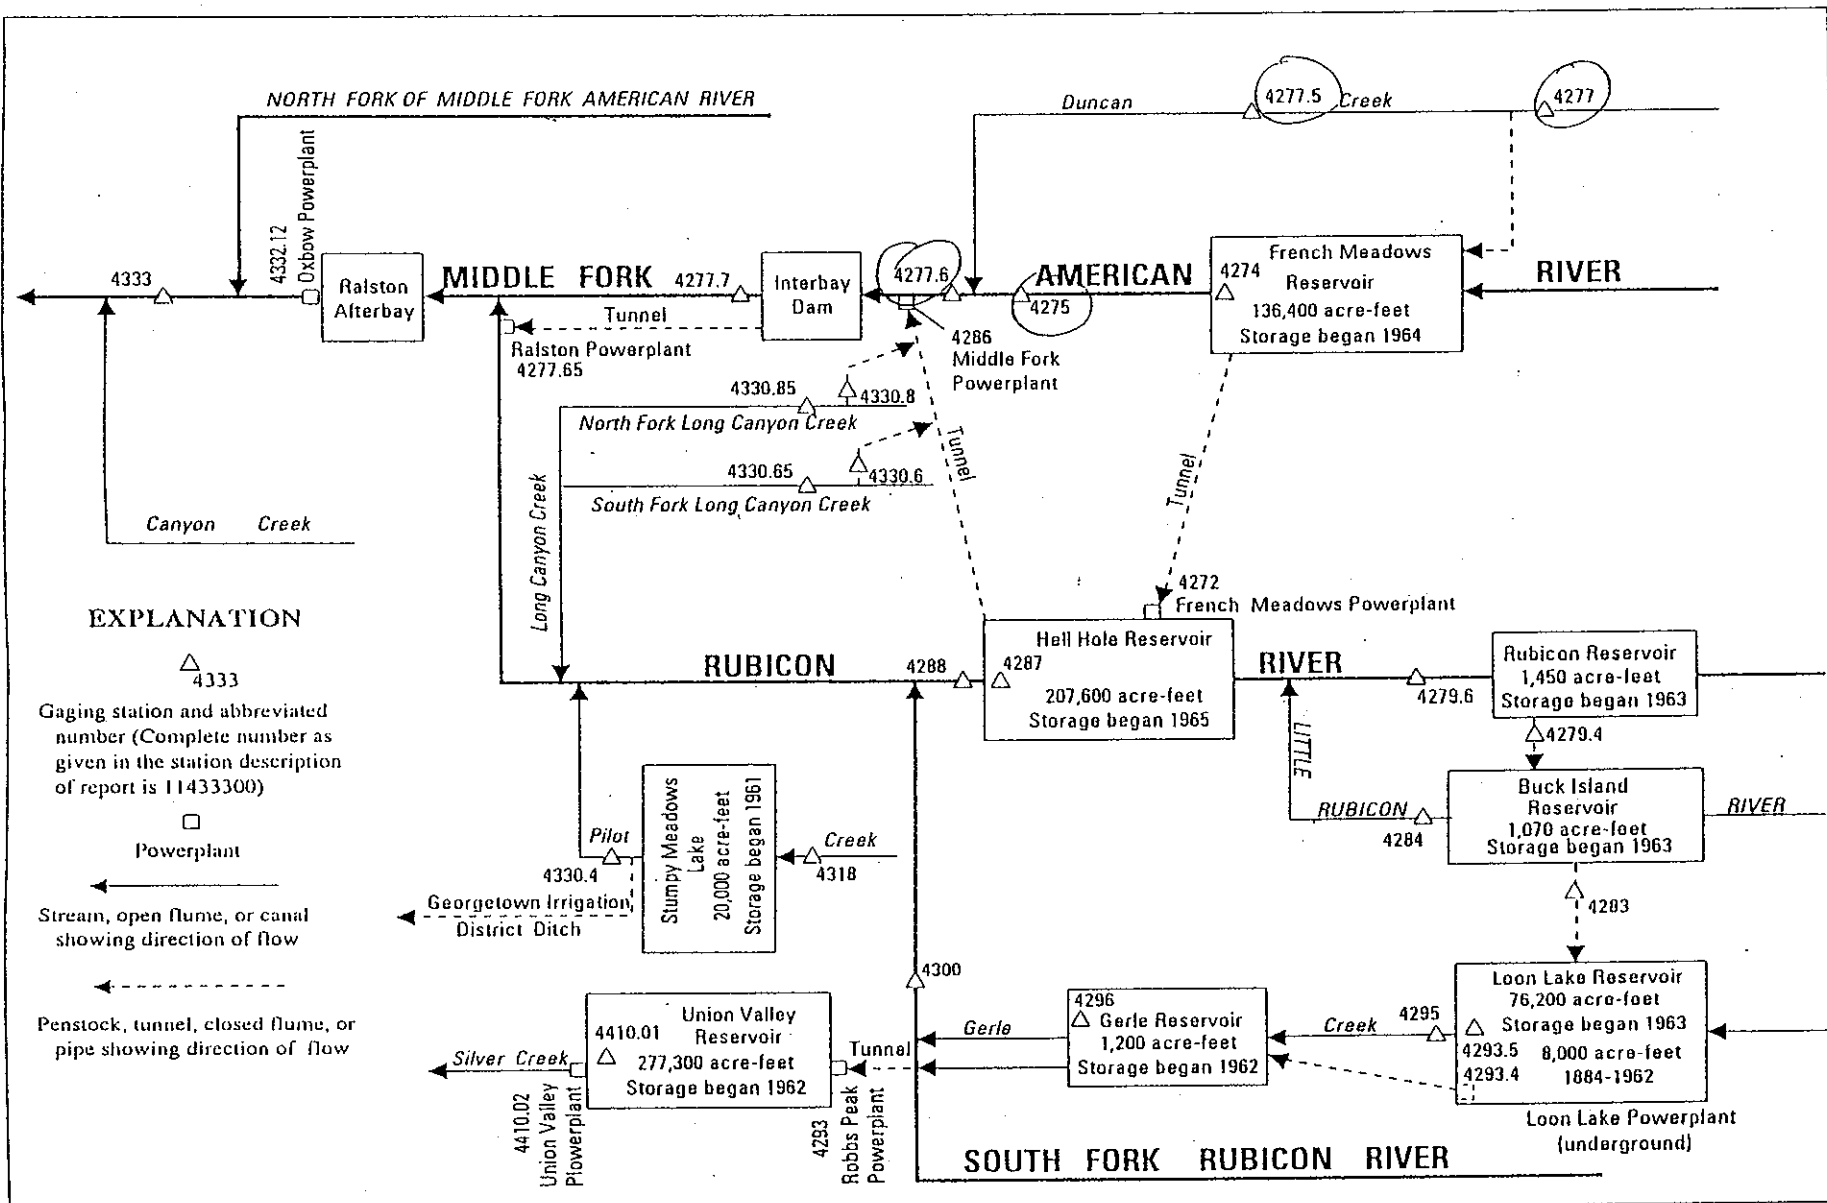 NORTH FORK OF MIDDLE FORK AMERICAN RIVER
Duncan
4277.5
Creek
4277
4332.12
Oxbow Powerplant
4333
Ralston
Afterbay
MIDDLE FORK
4277.7
Interbay
Dam
4277.6
AMERICAN
4275
4274
French Meadows
Reservoir
136,400 acre-feet
Storage began 1964
RIVER
Tunnel
Ralston Powerplant
4277.65
4286
Middle Fork
Powerplant
4330.85
4330.8
North Fork Long Canyon Creek
4330.65
4330.6
South Fork Long Canyon Creek
Long Canyon Creek
Tunnel
Tunnel
Canyon Creek
4272
French Meadows Powerplant
EXPLANATION
4333
Gaging station and abbreviated
number (Complete number as
given in the station description
of report is 11433300)
Powerplant
Stream, open flume, or canal
showing direction of flow
Penstock, tunnel, closed flume, or
pipe showing direction of flow
RUBICON
4288
4287
Hell Hole Reservoir
207,600 acre-feet
Storage began 1965
RIVER
4279.6
Rubicon Reservoir
1,450 acre-feet
Storage began 1963
4279.4
LITTLE
RUBICON
4284
Buck Island
Reservoir
1,070 acre-feet
Storage began 1963
RIVER
4283
Pilot
4330.4
Stumpy Meadows
Lake
20,000 acre-feet
Storage began 1961
Creek
4318
Georgetown Irrigation
District Ditch
4300
Loon Lake Reservoir
76,200 acre-feet
Storage began 1963
4293.5
8,000 acre-feet
4293.4
1884-1962
Loon Lake Powerplant
(underground)
4295
Creek
4296
Gerle Reservoir
1,200 acre-feet
Storage began 1962
Gerle
Tunnel
4410.01
Union Valley
Reservoir
277,300 acre-feet
Storage began 1962
Silver Creek
4410.02
Union Valley
Plowerplant
4293
Robbs Peak
Powerplant
SOUTH FORK RUBICON RIVER